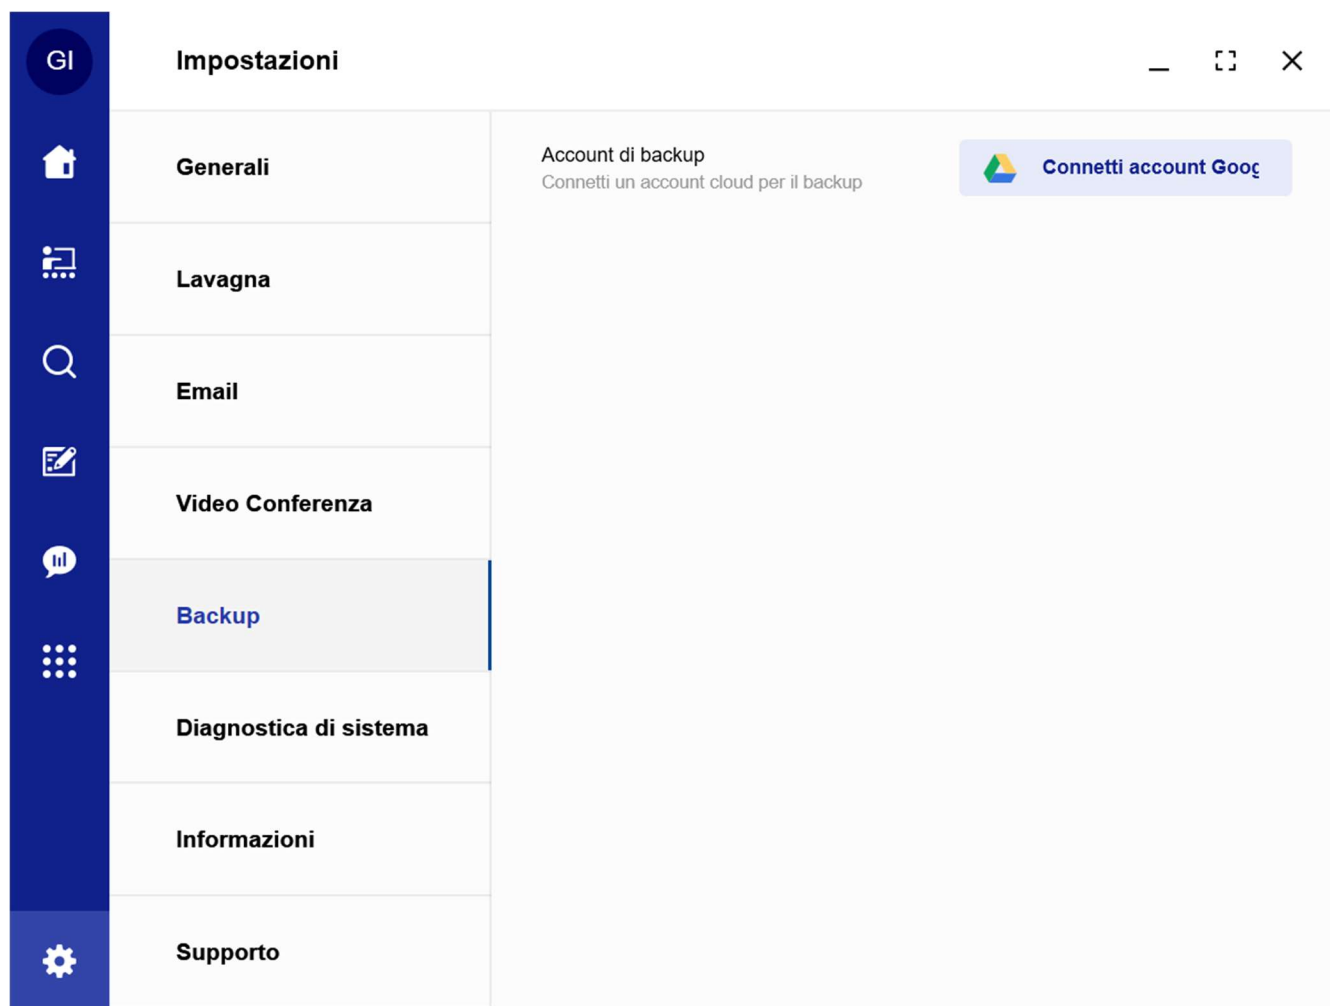 GI
Impostazioni
Generali
Account di backup
Connetti un account cloud per il backup
Connetti account Goog
Lavagna
Email
Video Conferenza
Backup
Diagnostica di sistema
Informazioni
Supporto